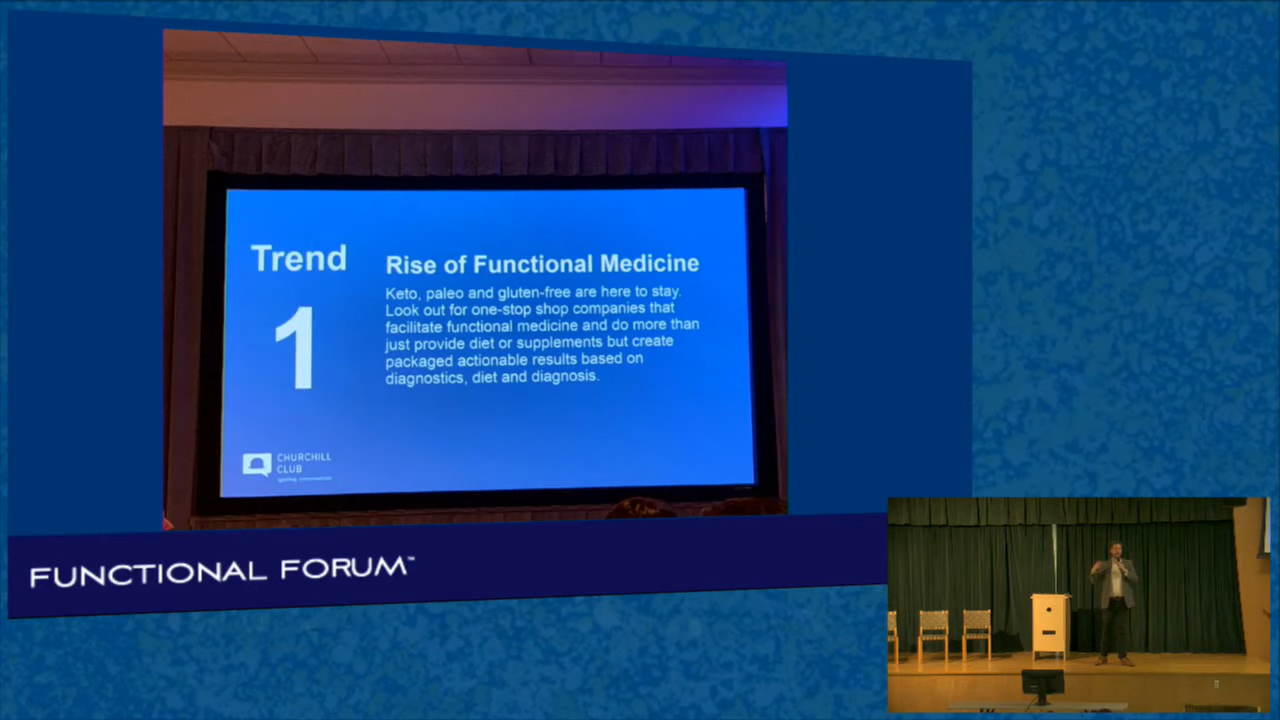 Trend
1
Rise of Functional Medicine
Keto, paleo and gluten-free are here to stay.
Look out for one-stop shop companies that
facilitate functional medicine and do more than
just provide diet or supplements but create
packaged actionable results based on
diagnostics, diet and diagnosis.
CHURCHILL
CLUB
igniting conversations
FUNCTIONAL FORUM™